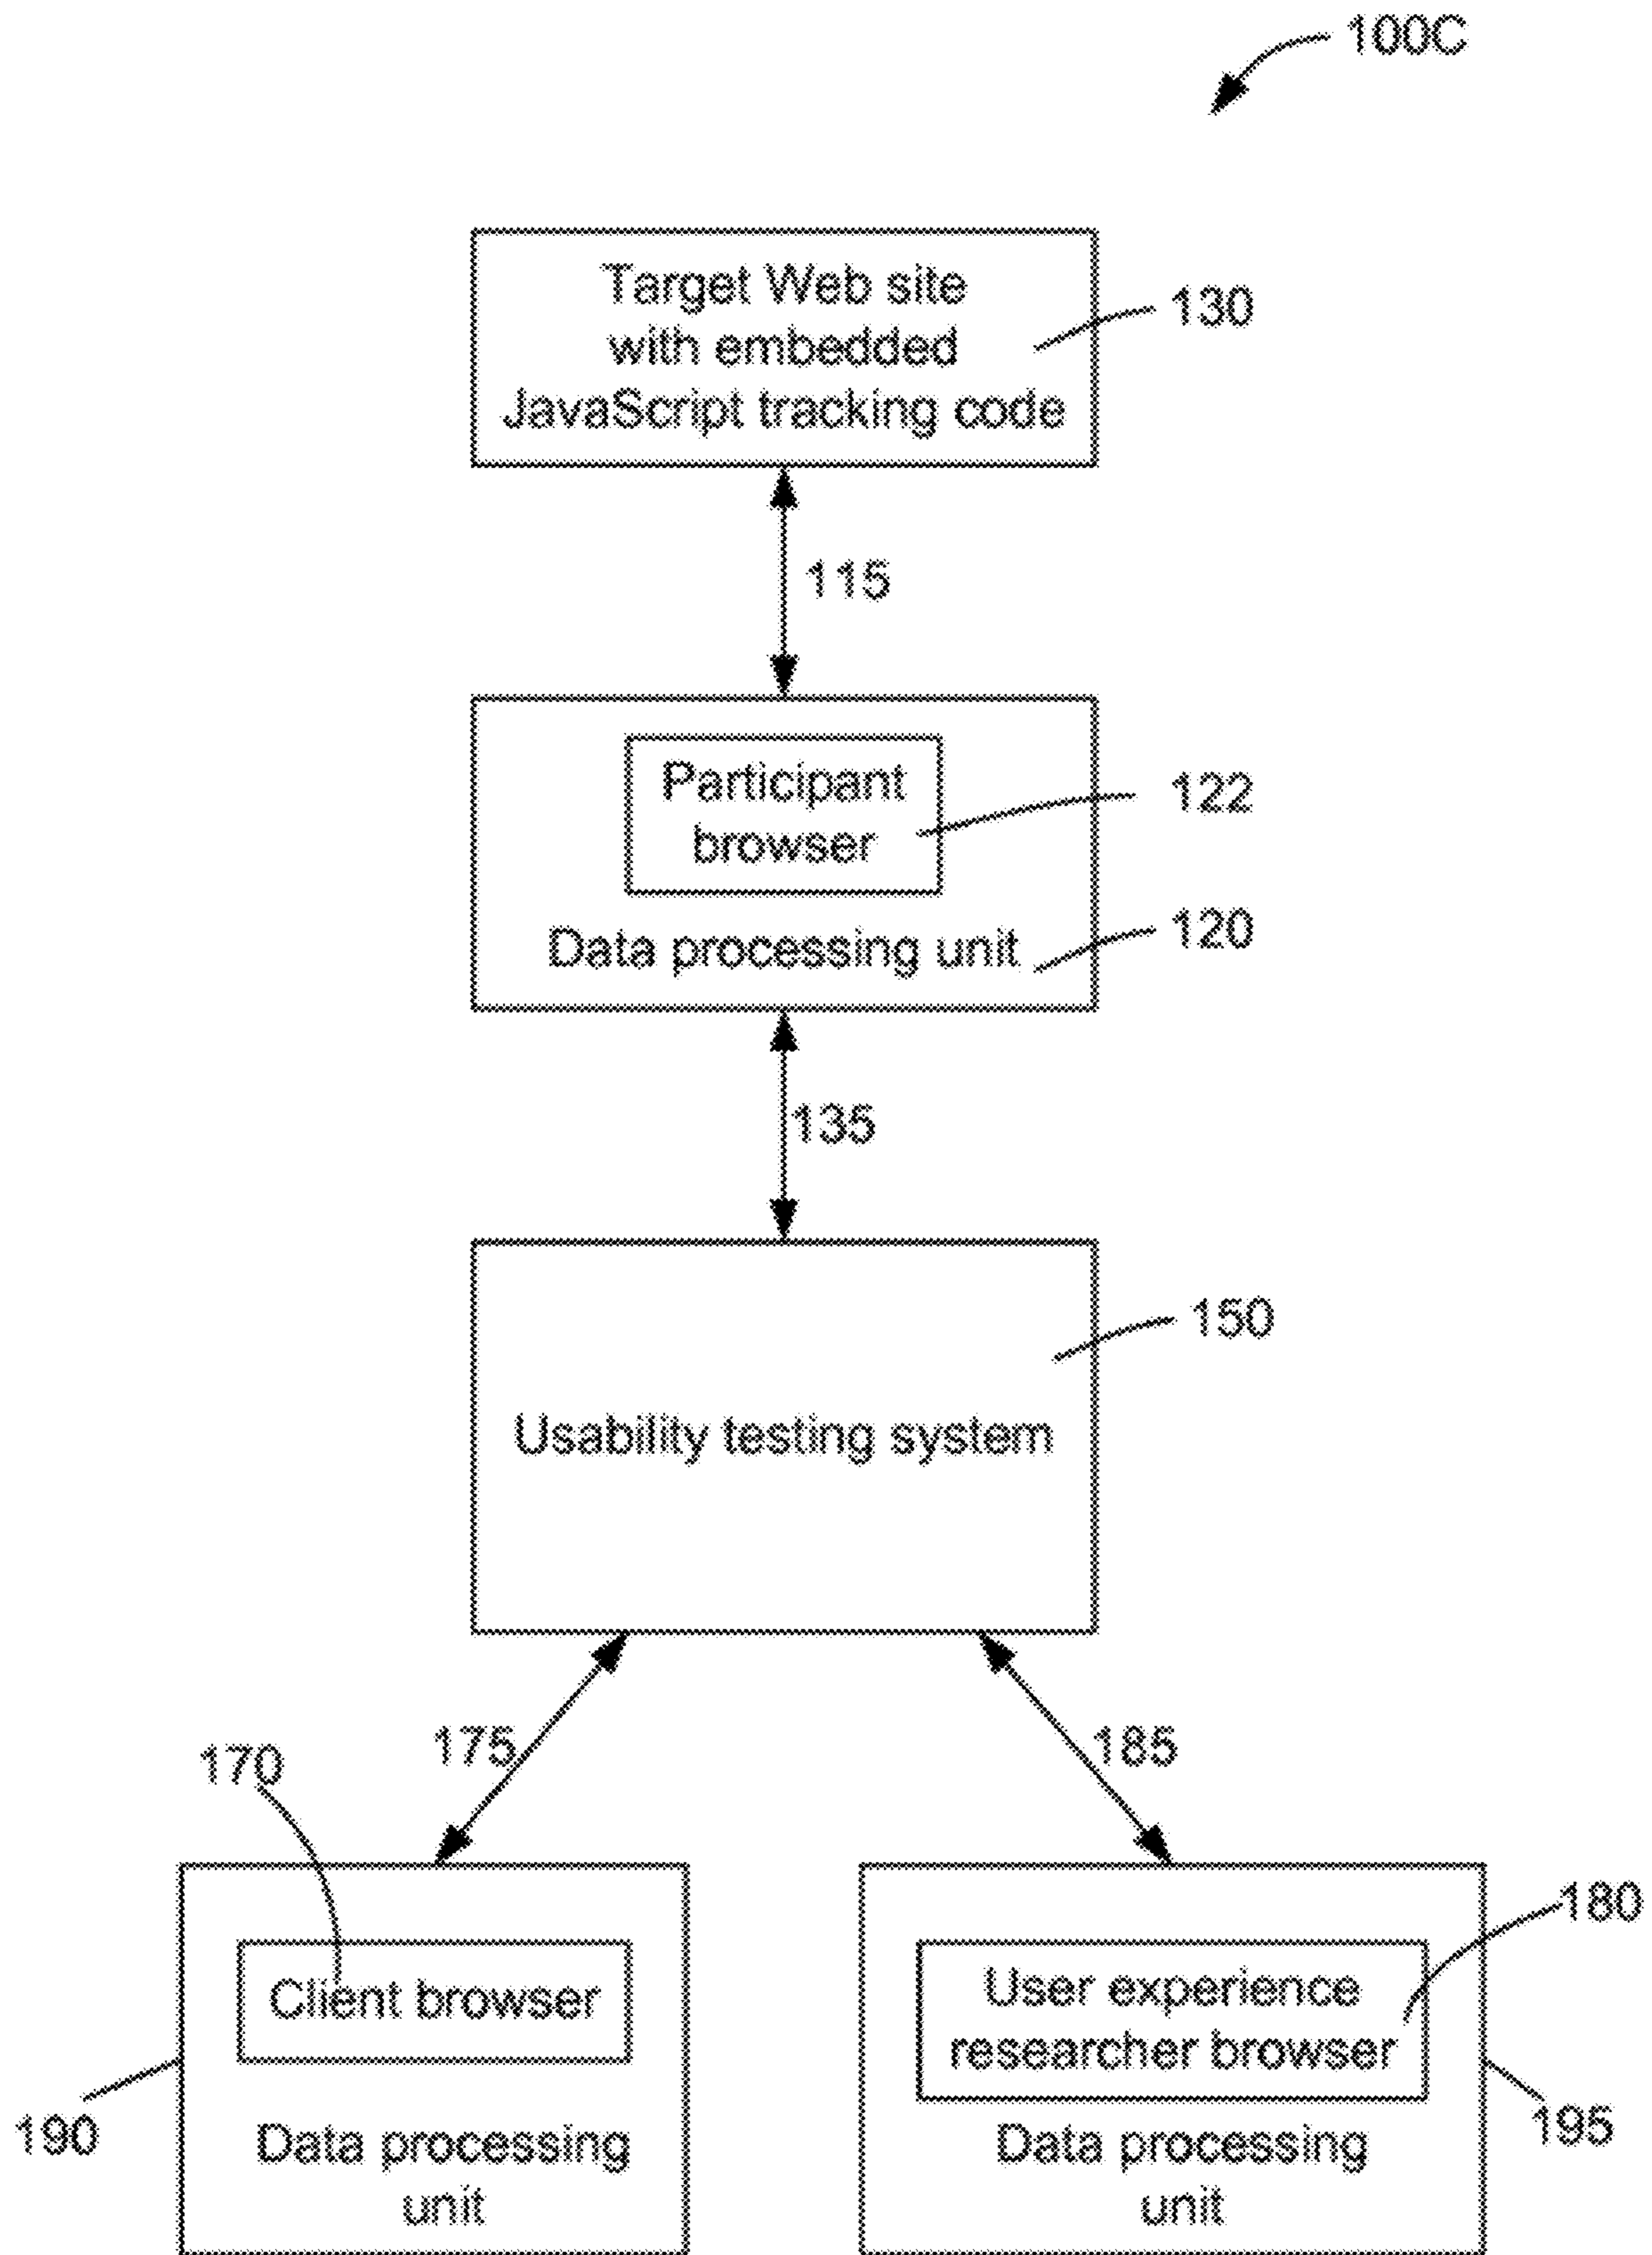 100C
Target Web site
with embedded
JavaScript tracking code
130
115
Participant
browser
122
Data processing unit
120
135
150
Usability testing system
175
185
170
180
Client browser
User experience
researcher browser
190
195
Data processing
unit
Data processing
unit